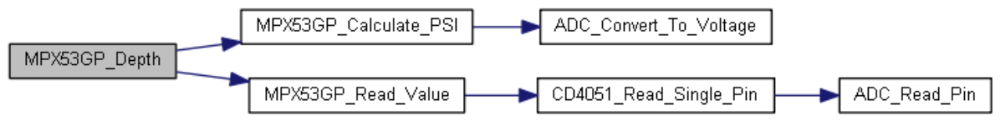 MPX53GP_Calculate_PSI
ADC_Convert_To_Voltage
MPX53GP_Depth
MPX53GP_Read_Value
CD4051_Read_Single_Pin
ADC_Read_Pin